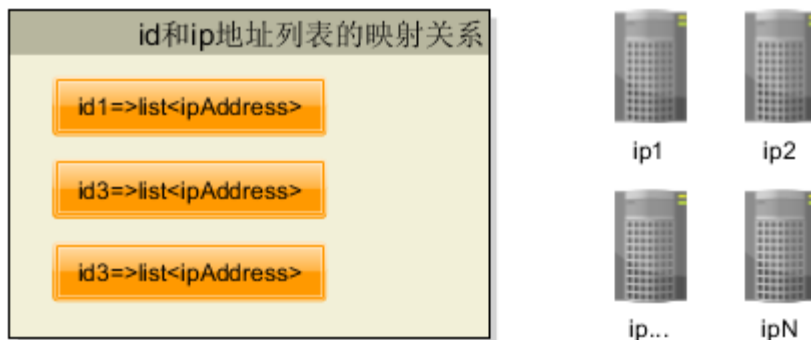 id和ip地址列表的映射关系
id1=>list<ipAddress>
id3=>list<ipAddress>
id3=>list<ipAddress>
ip1
ip2
ip...
ipN